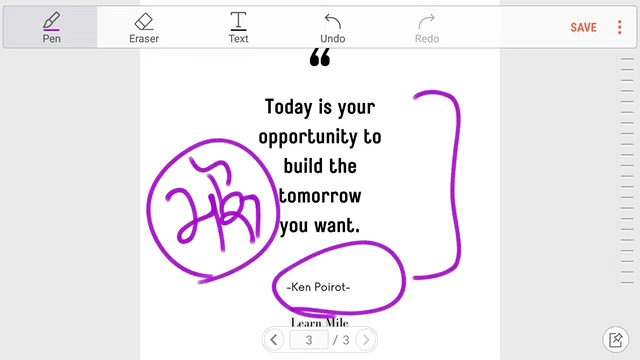 Pen
Eraser
Text
Undo
Redo
SAVE
“
Today is your
opportunity to
build the
tomorrow
you want.
-Ken Poirot-
Learn Mile
3 / 3